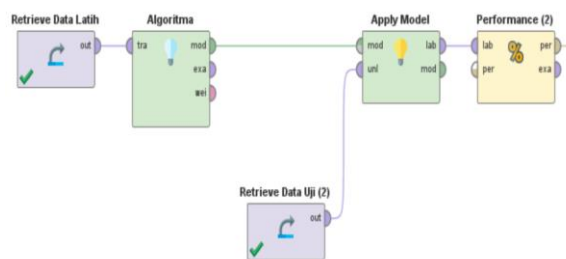 Retrieve Data Latih
out
Algoritma
tra
mod
exa
wei
Apply Model
mod
lab
unl
mod
Performance (2)
lab
per
%
per
exa
Retrieve Data Uji (2)
out